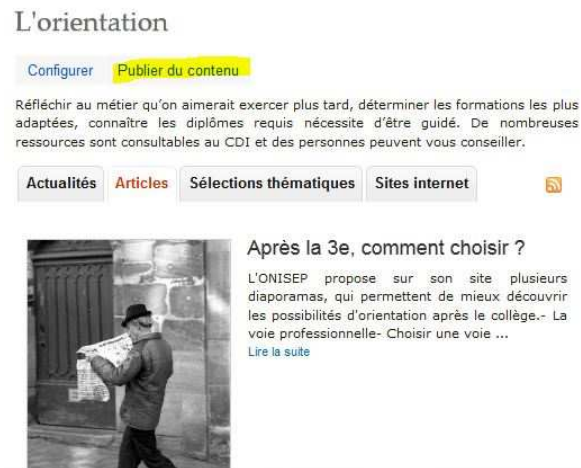 L'orientation
Configurer Publier du contenu
Réfléchir au métier qu'on aimerait exercer plus tard, déterminer les formations les plus
adaptées, connaître les diplômes requis nécessite d'être guidé. De nombreuses
ressources sont consultables au CDI et des personnes peuvent vous conseiller.
Actualités Articles Sélections thématiques Sites internet
Après la 3e, comment choisir ?
L'ONISEP propose sur son site plusieurs
diaporamas, qui permettent de mieux découvrir
les possibilités d'orientation après le collège.- La
voie professionnelle- Choisir une voie ...
Lire la suite